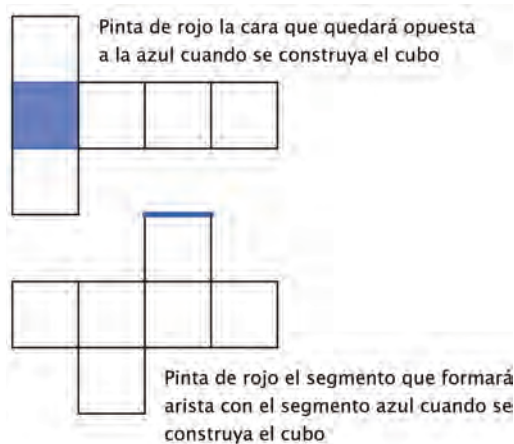 Pinta de rojo la cara que quedará opuesta
a la azul cuando se construya el cubo
Pinta de rojo el segmento que formará
arista con el segmento azul cuando se
construya el cubo